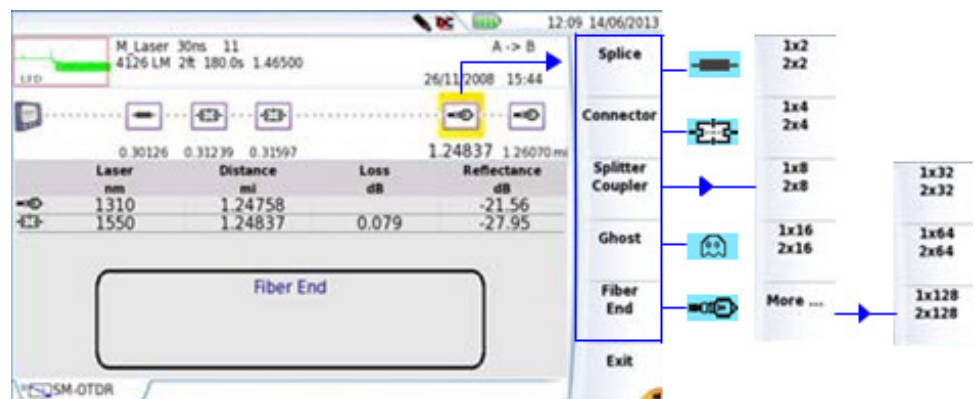 DC 12:09 14/06/2013
M_Laser 30ns 11 A -> B
4126 LM 2ft 180.0s 1.46500
26/11/2008 15:44
LFD
0.30126 0.31239 0.31597 1.24837 1.26070 mi
Laser Distance Loss Reflectance
nm mi dB dB
1310 1.24758 -21.56
1550 1.24837 0.079 -27.95
Fiber End
SM-OTDR
Splice
Connector
Splitter
Coupler
Ghost
Fiber
End
Exit
1x2
2x2
1x4
2x4
1x8
2x8
1x16
2x16
More ...
1x32
2x32
1x64
2x64
1x128
2x128